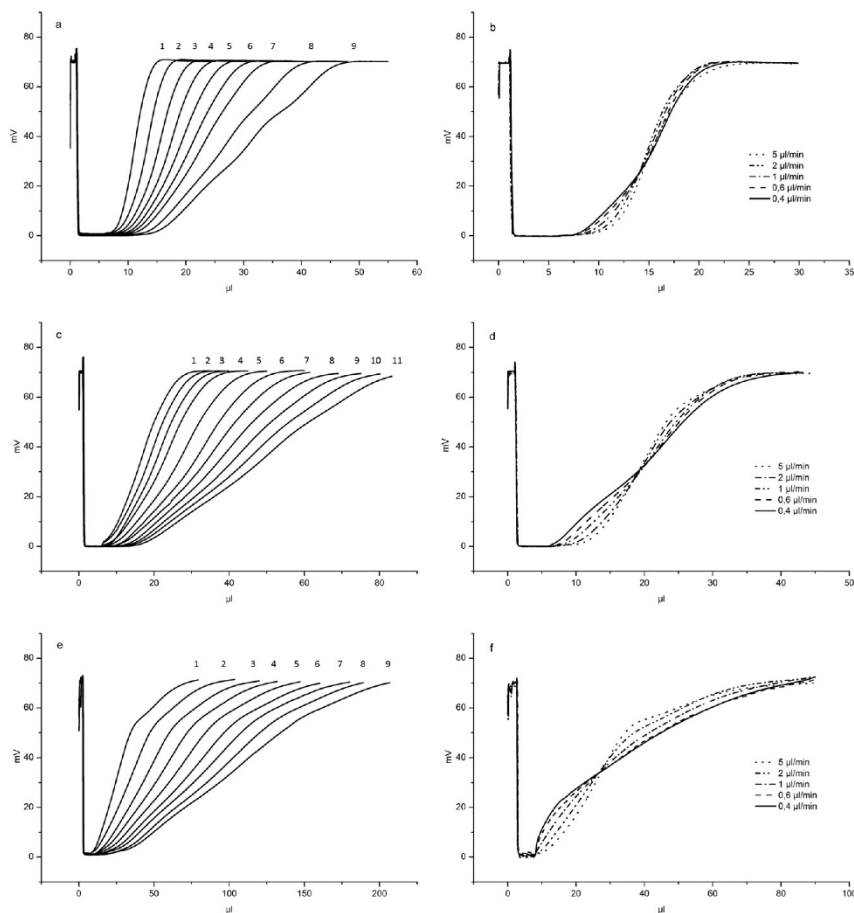 a
1 2 3 4 5 6 7 8 9
80
60
40
20
0
mV
0 10 20 30 40 50 60
µl
b
80
60
40
20
0
mV
5 µl/min
2 µl/min
1 µl/min
0,6 µl/min
0,4 µl/min
0 5 10 15 20 25 30 35
µl
c
1 2 3 4 5 6 7 8 9 10 11
80
60
40
20
0
mV
0 20 40 60 80
µl
d
80
60
40
20
0
mV
5 µl/min
2 µl/min
1 µl/min
0,6 µl/min
0,4 µl/min
0 10 20 30 40 50
µl
e
1 2 3 4 5 6 7 8 9
80
60
40
20
0
mV
0 50 100 150 200
µl
f
80
60
40
20
0
mV
5 µl/min
2 µl/min
1 µl/min
0,6 µl/min
0,4 µl/min
0 20 40 60 80 100
µl